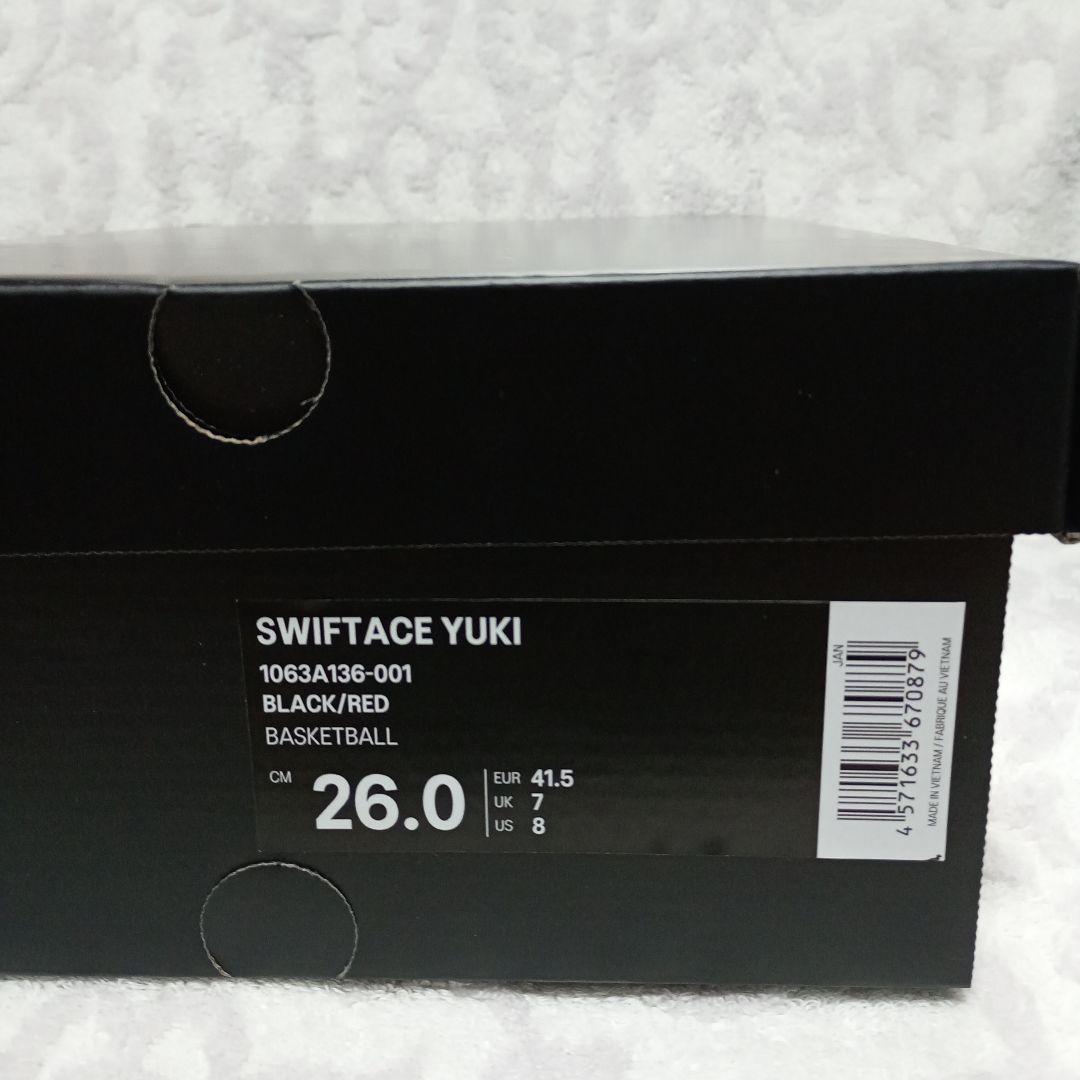 SWIFTACE YUKI
1063A136-001
BLACK/RED
BASKETBALL
CM 26.0
EUR 41.5
UK 7
US 8
JAN
4 571633 670879
MADE IN VIETNAM / FABRIQUE AU VIETNAM